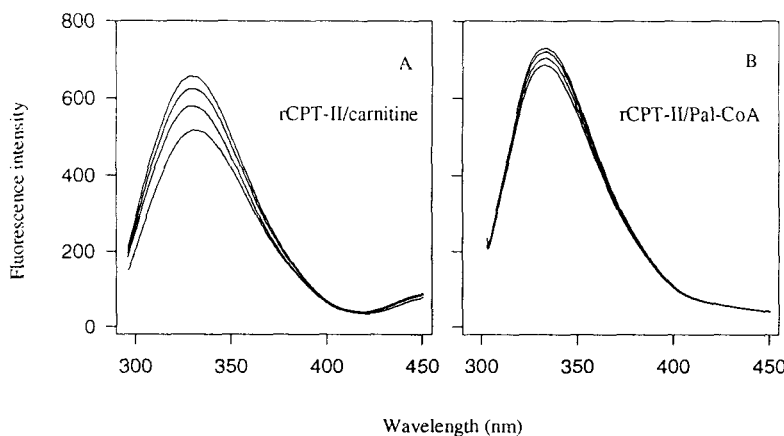 800
600
400
200
0
Fluorescence intensity
A
rCPT-II/carnitine
300
350
400
450
B
rCPT-II/Pal-CoA
300
350
400
450
Wavelength (nm)